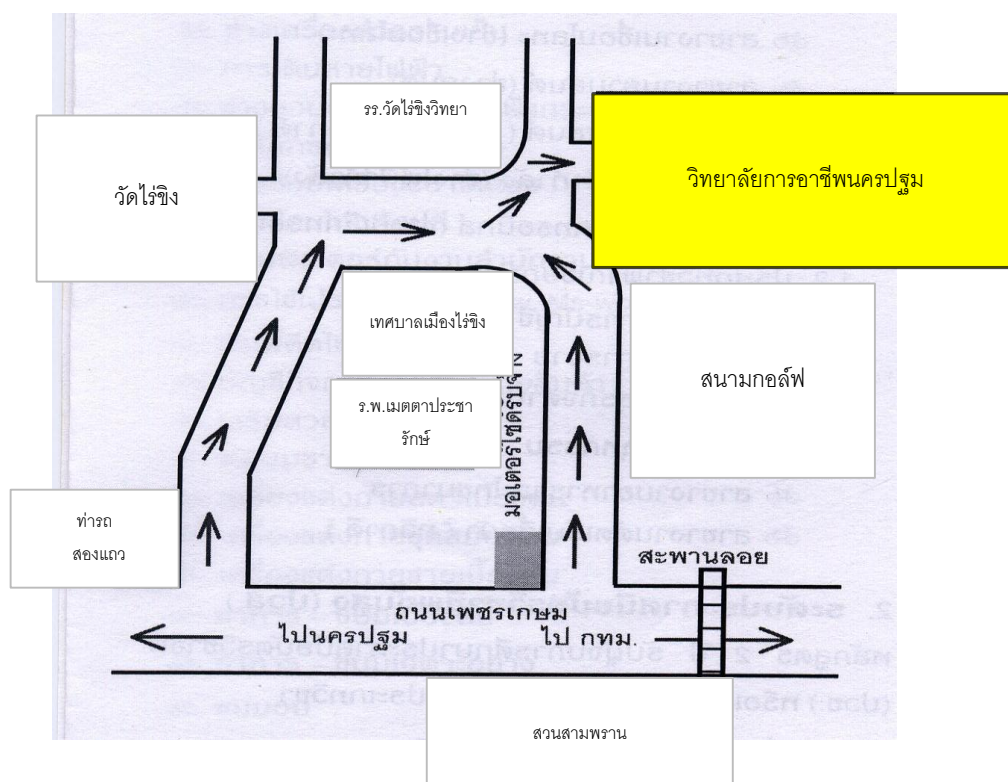 รร.วัดไร่ขิงวิทยา
วัดไร่ขิง
วิทยาลัยการอาชีพนครปฐม
เทศบาลเมืองไร่ขิง
สนามกอล์ฟ
ร.พ.เมตตาประชา
รักษ์
มอเตอร์ไซด์รับจ้าง
ท่ารถ
สองแถว
สะพานลอย
ถนนเพชรเกษม
ไปนครปฐม
ไป กทม.
สวนสามพราน